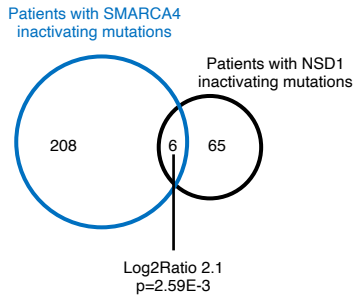 Patients with SMARCA4
inactivating mutations
Patients with NSD1
inactivating mutations
208
6
65
Log2Ratio 2.1
p=2.59E-3